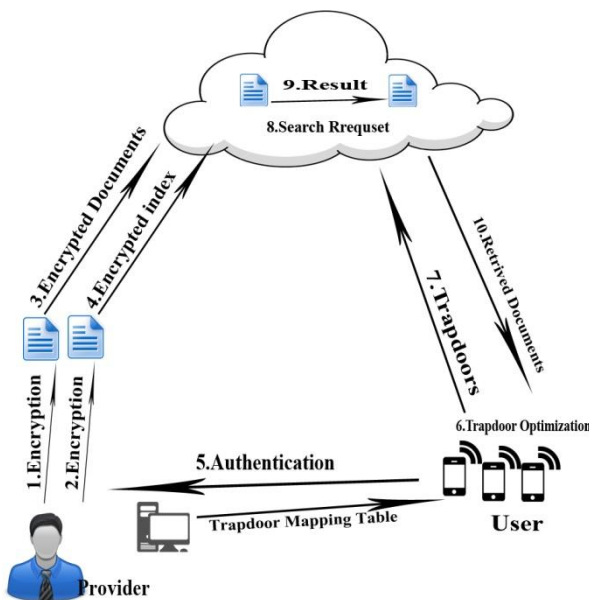 9.Result
8.Search Rrequset
3.Encrypted Documents
4.Encrypted index
7.Trapdoors
10.Retrived Documents
1.Encryption
2.Encryption
6.Trapdoor Optimization
5.Authentication
Trapdoor Mapping Table
User
Provider